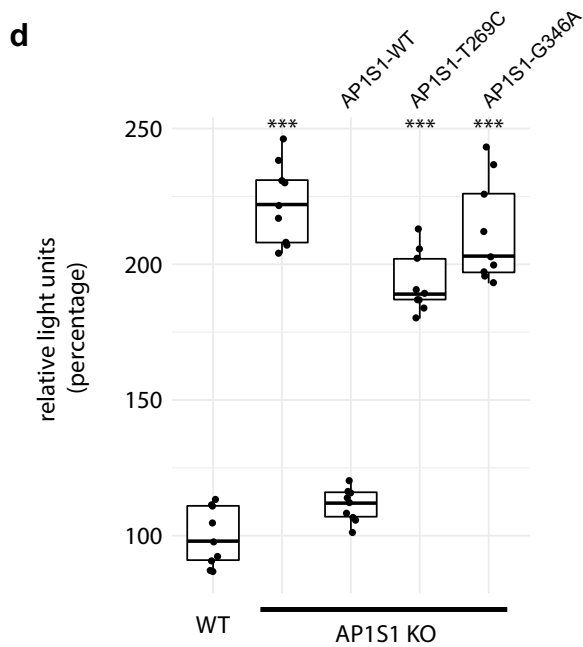 d
AP1S1-WT
AP1S1-T269C
AP1S1-G346A
*** *** ***
250
200
150
100
relative light units
(percentage)
WT
AP1S1 KO